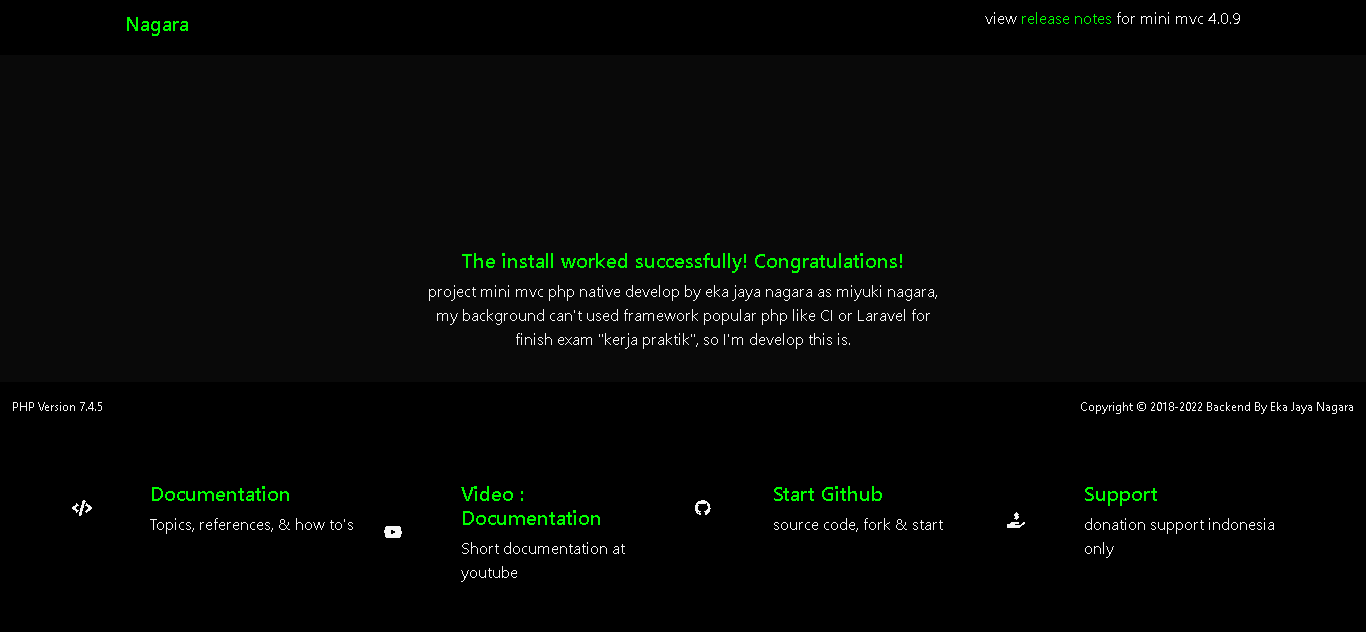 Nagara
view release notes for mini mvc 4.0.9
The install worked successfully! Congratulations!
project mini mvc php native develop by eka jaya nagara as miyuki nagara,
my background can't used framework popular php like CI or Laravel for
finish exam "kerja praktik", so I'm develop this is.
PHP Version 7.4.5
Copyright © 2018-2022 Backend By Eka Jaya Nagara
Documentation
Topics, references, & how to's
Video :
Documentation
Short documentation at
youtube
Start Github
source code, fork & start
Support
donation support indonesia
only